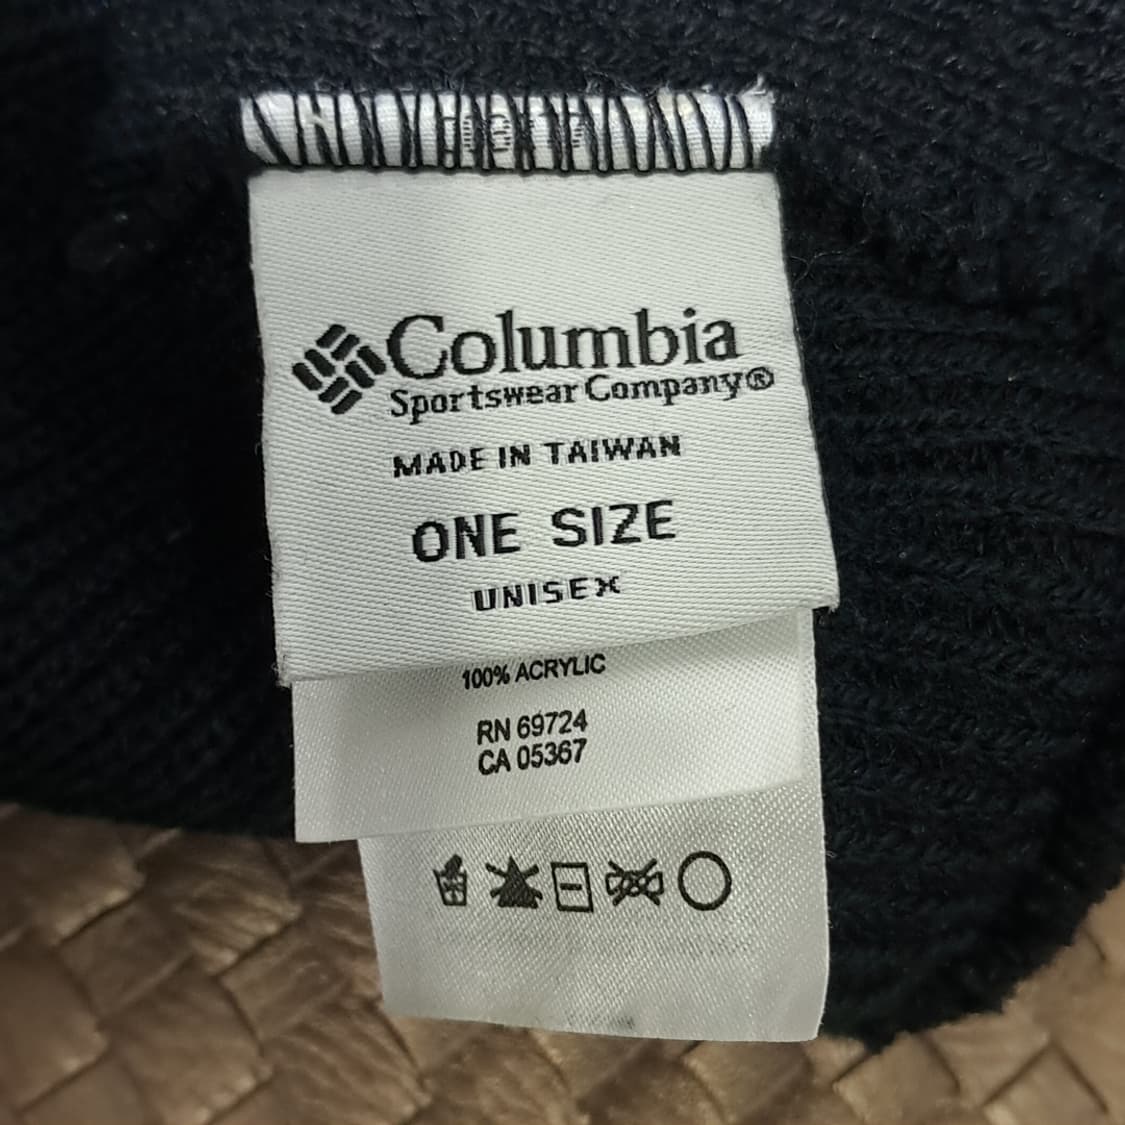 Columbia
Sportswear Company®
MADE IN TAIWAN
ONE SIZE
UNISEX
100% ACRYLIC
RN 69724
CA 05367